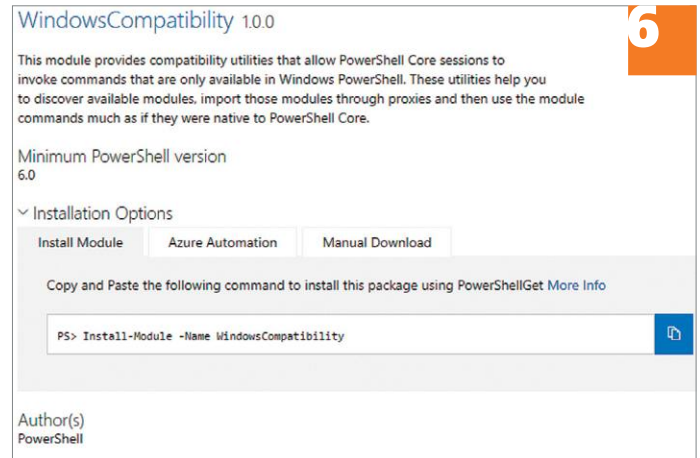 WindowsCompatibility 1.0.0
6
This module provides compatibility utilities that allow PowerShell Core sessions to
invoke commands that are only available in Windows PowerShell. These utilities help you
to discover available modules, import those modules through proxies and then use the module
commands much as if they were native to PowerShell Core.
Minimum PowerShell version
6.0
Installation Options
Install Module
Azure Automation
Manual Download
Copy and Paste the following command to install this package using PowerShellGet More Info
PS> Install-Module -Name WindowsCompatibility
Author(s)
PowerShell